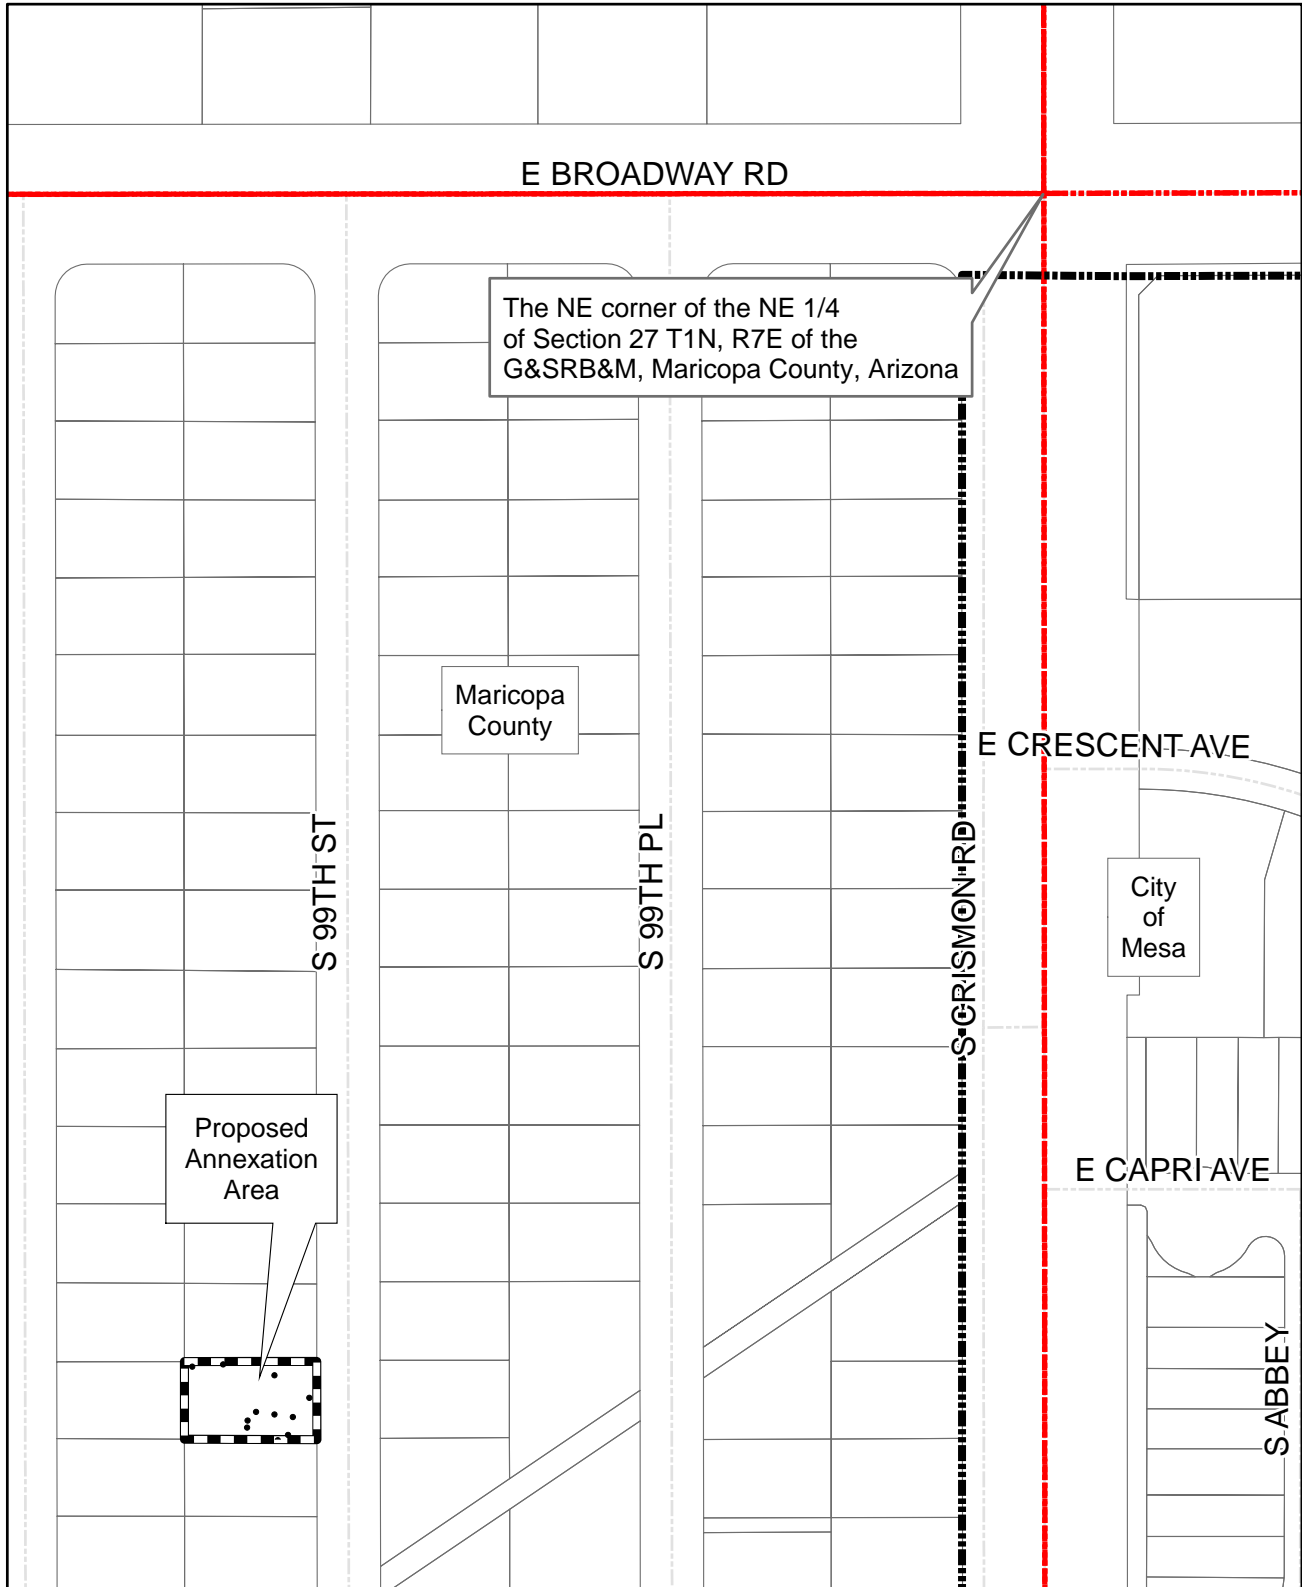 E BROADWAY RD
The NE corner of the NE 1/4
of Section 27 T1N, R7E of the
G&SRB&M, Maricopa County, Arizona
Maricopa
County
E CRESCENT AVE
S 99TH ST
S 99TH PL
S CRISMON RD
City
of
Mesa
Proposed
Annexation
Area
E CAPRI AVE
S ABBEY